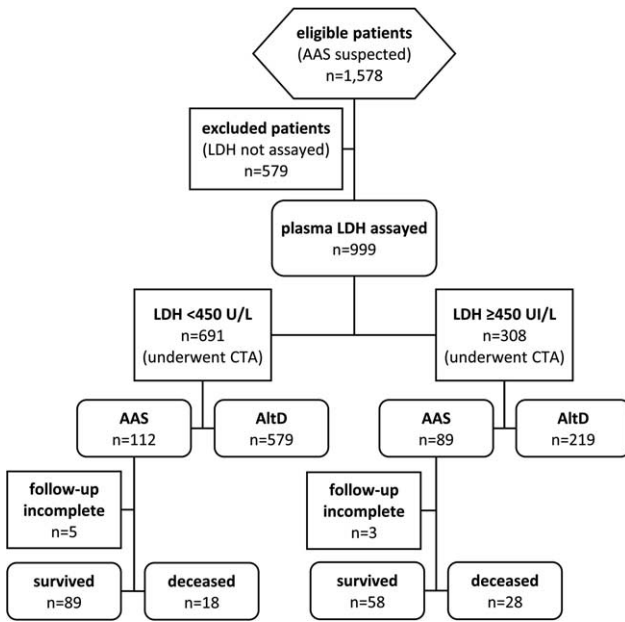 eligible patients
(AAS suspected)
n=1,578
excluded patients
(LDH not assayed)
n=579
plasma LDH assayed
n=999
LDH <450 U/L
n=691
(underwent CTA)
LDH ≥450 UI/L
n=308
(underwent CTA)
AAS
n=112
AltD
n=579
AAS
n=89
AltD
n=219
follow-up
incomplete
n=5
follow-up
incomplete
n=3
survived
n=89
deceased
n=18
survived
n=58
deceased
n=28